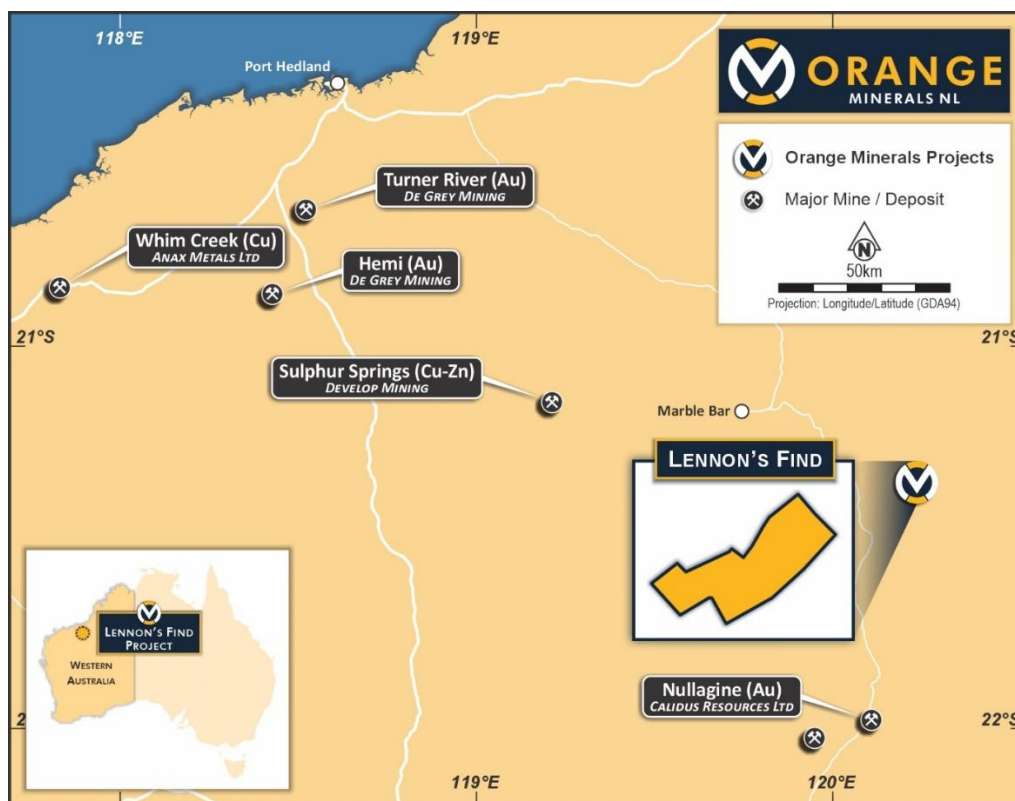 118°E
119°E
Port Hedland
ORANGE
MINERALS NL
Orange Minerals Projects
Major Mine / Deposit
N
50km
Projection: Longitude/Latitude (GDA94)
Turner River (Au)
DE GREY MINING
Whim Creek (Cu)
ANAX METALS LTD
Hemi (Au)
DE GREY MINING
21°S
21°S
Sulphur Springs (Cu-Zn)
DEVELOP MINING
Marble Bar
LENNON'S FIND
LENNON'S FIND
PROJECT
WESTERN
AUSTRALIA
Nullagine (Au)
CALIDUS RESOURCES LTD
22°S
119°E
120°E